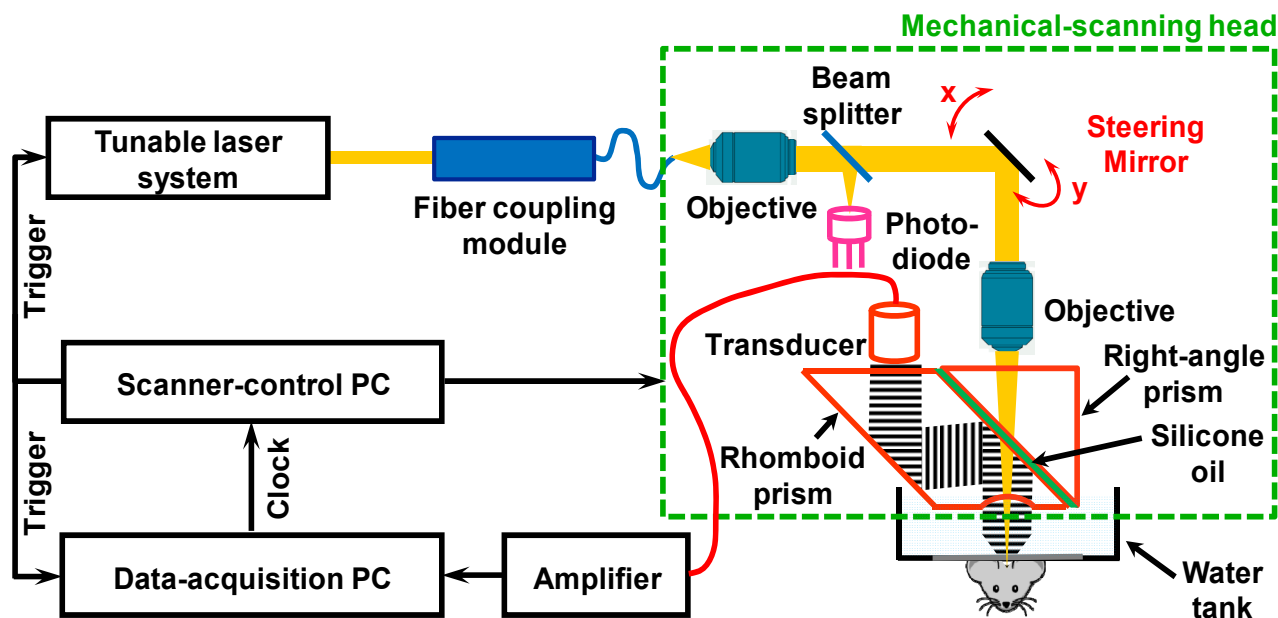 Mechanical-scanning head
Beam
splitter
x
Steering
Mirror
y
Tunable laser
system
Fiber coupling
module
Objective
Photo-
diode
Objective
Trigger
Transducer
Right-angle
prism
Scanner-control PC
Silicone
oil
Rhomboid
prism
Trigger
Clock
Data-acquisition PC
Amplifier
Water
tank